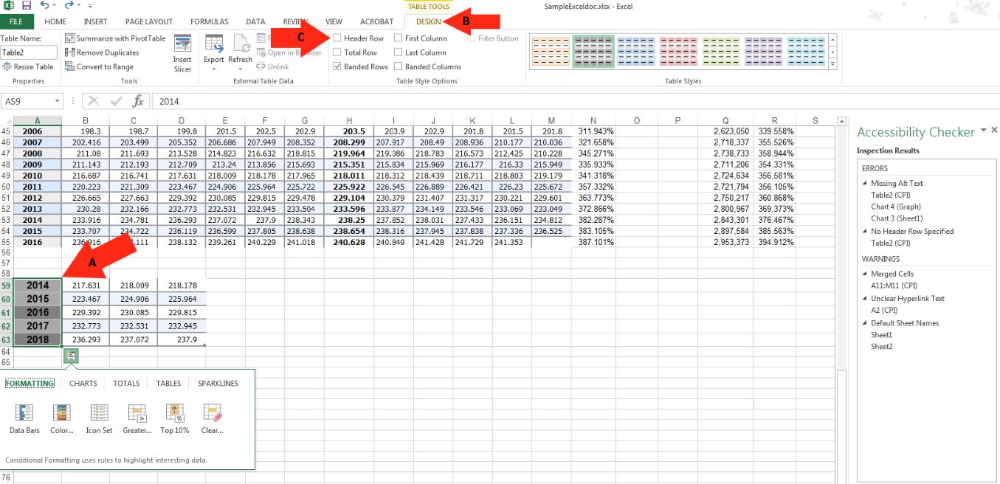 TABLE TOOLS
SampleExceldoc.xlsx - Excel
FILE HOME INSERT PAGE LAYOUT FORMULAS DATA REVIEW VIEW ACROBAT DESIGN B
Table Name:
Table2
Resize Table
Properties
Summarize with PivotTable
Remove Duplicates
Convert to Range
Tools
Insert
Slicer
Export
Refresh
Open in Browser
Unlink
External Table Data
C
Header Row First Column Filter Button
Total Row Last Column
Banded Rows Banded Columns
Table Style Options
Table Styles
A59 fx 2014
A B C D E F G H I J K L M N O P Q R S
45 2006 198.3 198.7 199.8 201.5 202.5 202.9 203.5 203.9 202.9 201.8 201.5 201.8 311.943% 2,623,050 339.558%
46 2007 202.416 203.499 205.352 206.686 207.949 208.352 208.299 207.917 208.49 208.936 210.177 210.036 321.658% 2,718,337 355.526%
47 2008 211.08 211.693 213.528 214.823 216.632 218.815 219.964 219.086 218.783 216.573 212.425 210.228 345.271% 2,738,733 358.944%
48 2009 211.143 212.193 212.709 213.24 213.856 215.693 215.351 215.834 215.969 216.177 216.33 215.949 335.933% 2,711,206 354.331%
49 2010 216.687 216.741 217.631 218.009 218.178 217.965 218.011 218.312 218.439 218.711 218.803 219.179 341.318% 2,724,634 356.581%
50 2011 220.223 221.309 223.467 224.906 225.964 225.722 225.922 226.545 226.889 226.421 226.23 225.672 357.332% 2,721,794 356.105%
51 2012 226.665 227.663 229.392 230.085 229.815 229.478 229.104 230.379 231.407 231.317 230.221 229.601 363.773% 2,750,217 360.868%
52 2013 230.28 232.166 232.773 232.531 232.945 233.504 233.596 233.877 234.149 233.546 233.069 233.049 372.866% 2,800,967 369.373%
53 2014 233.916 234.781 236.293 237.072 237.9 238.343 238.25 237.852 238.031 237.433 236.151 234.812 382.287% 2,843,301 376.467%
54 2015 233.707 234.722 236.119 236.599 237.805 238.638 238.654 238.316 237.945 237.838 237.336 236.525 383.105% 2,897,584 385.563%
55 2016 236.916 .111 238.132 239.261 240.229 241.018 240.628 240.849 241.428 241.729 241.353 387.101% 2,953,373 394.912%
56
57
A
58
59 2014 217.631 218.009 218.178
60 2015 223.467 224.906 225.964
61 2016 229.392 230.085 229.815
62 2017 232.773 232.531 232.945
63 2018 236.293 237.072 237.9
64
65
FORMATTING CHARTS TOTALS TABLES SPARKLINES
Data Bars Color... Icon Set Greater... Top 10% Clear...
Conditional Formatting uses rules to highlight interesting data.
76
Accessibility Checker
Inspection Results
ERRORS
Missing Alt Text
Table2 (CPI)
Chart 4 (Graph)
Chart 3 (Sheet1)
No Header Row Specified
Table2 (CPI)
WARNINGS
Merged Cells
A11:M11 (CPI)
Unclear Hyperlink Text
A2 (CPI)
Default Sheet Names
Sheet1
Sheet2